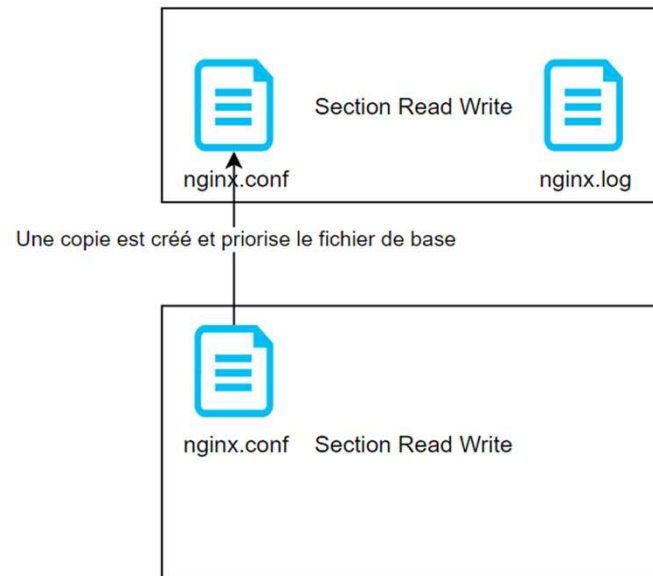 Section Read Write
nginx.conf
nginx.log
Une copie est créé et priorise le fichier de base
nginx.conf
Section Read Write